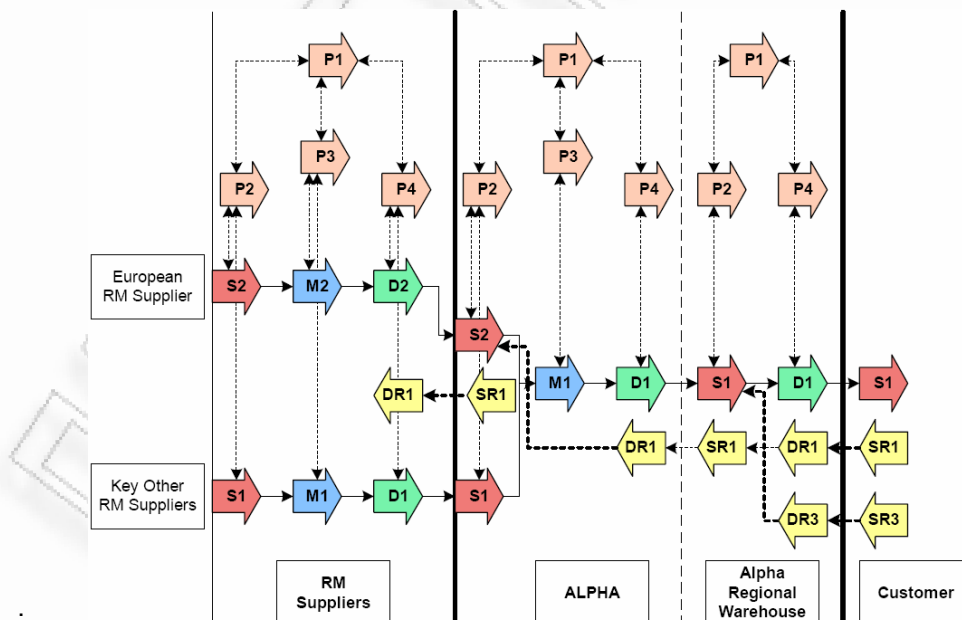 P1 P1 P1
P3 P3
P2 P4 P2 P4 P2 P4
European
RM Supplier
S2 M2 D2
S2
DR1 SR1 M1 D1 S1 D1 S1
DR1 SR1 DR1 SR1
Key Other
RM Suppliers
S1 M1 D1 S1
DR3 SR3
RM
Suppliers
ALPHA
Alpha
Regional
Warehouse
Customer
.